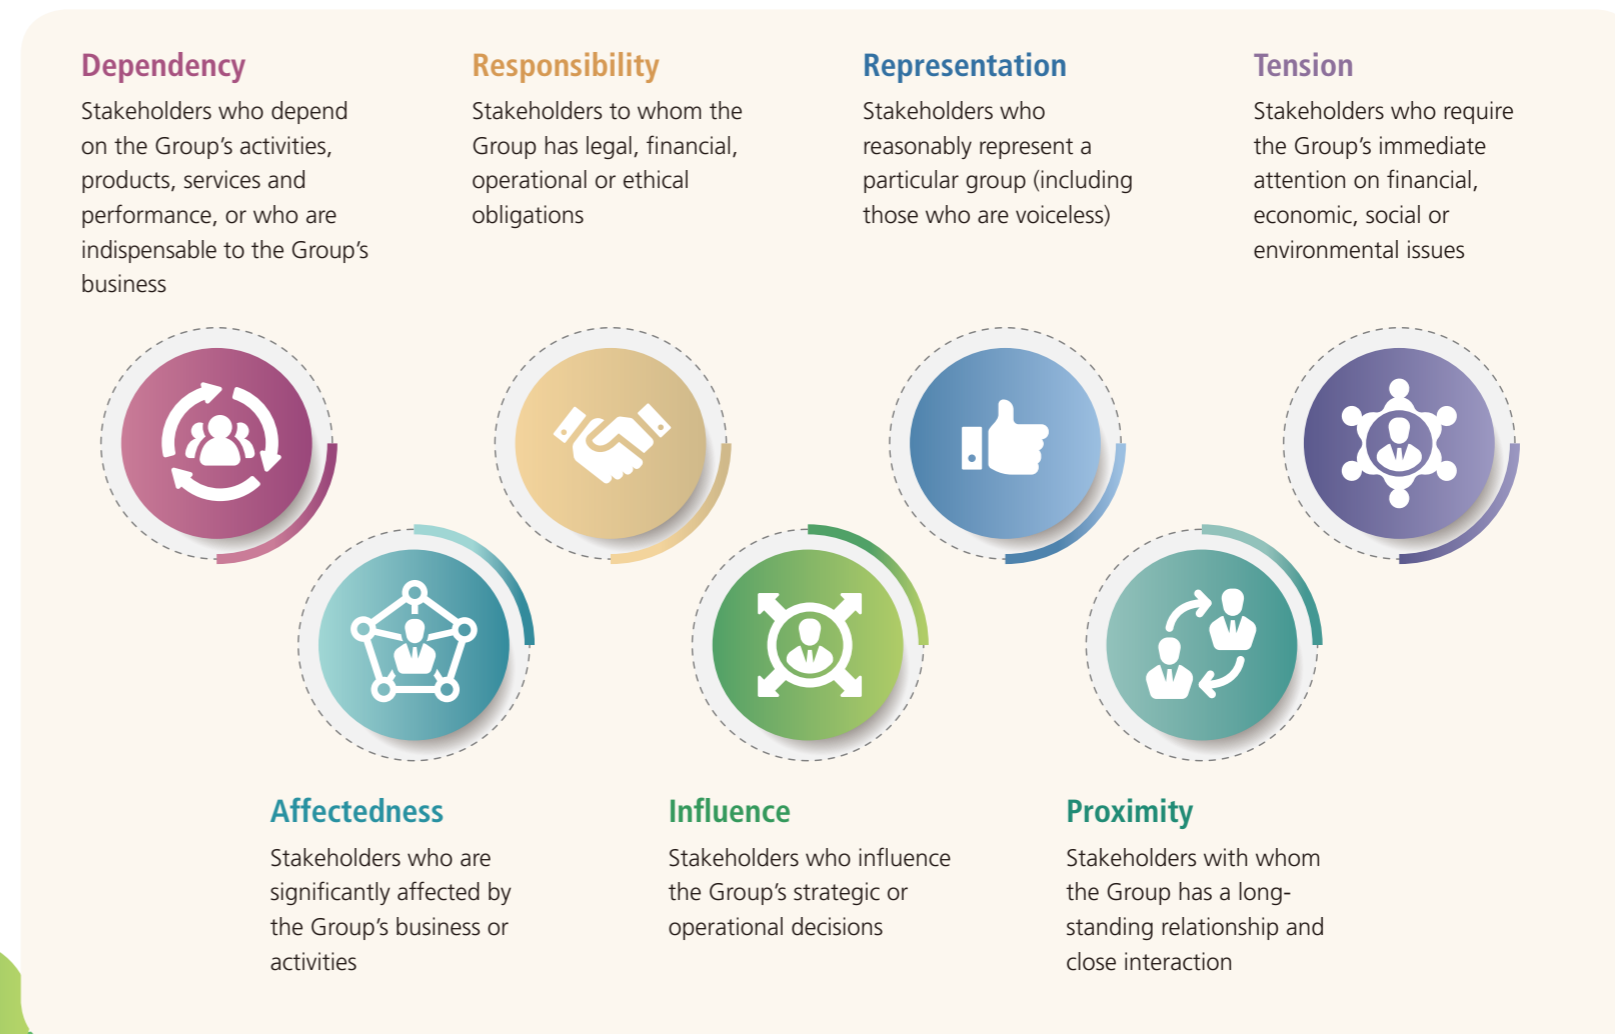 Dependency
Stakeholders who depend
on the Group’s activities,
products, services and
performance, or who are
indispensable to the Group’s
business
Responsibility
Stakeholders to whom the
Group has legal, financial,
operational or ethical
obligations
Representation
Stakeholders who
reasonably represent a
particular group (including
those who are voiceless)
Tension
Stakeholders who require
the Group’s immediate
attention on financial,
economic, social or
environmental issues
Affectedness
Stakeholders who are
significantly affected by
the Group’s business or
activities
Influence
Stakeholders who influence
the Group’s strategic or
operational decisions
Proximity
Stakeholders with whom
the Group has a long-
standing relationship and
close interaction